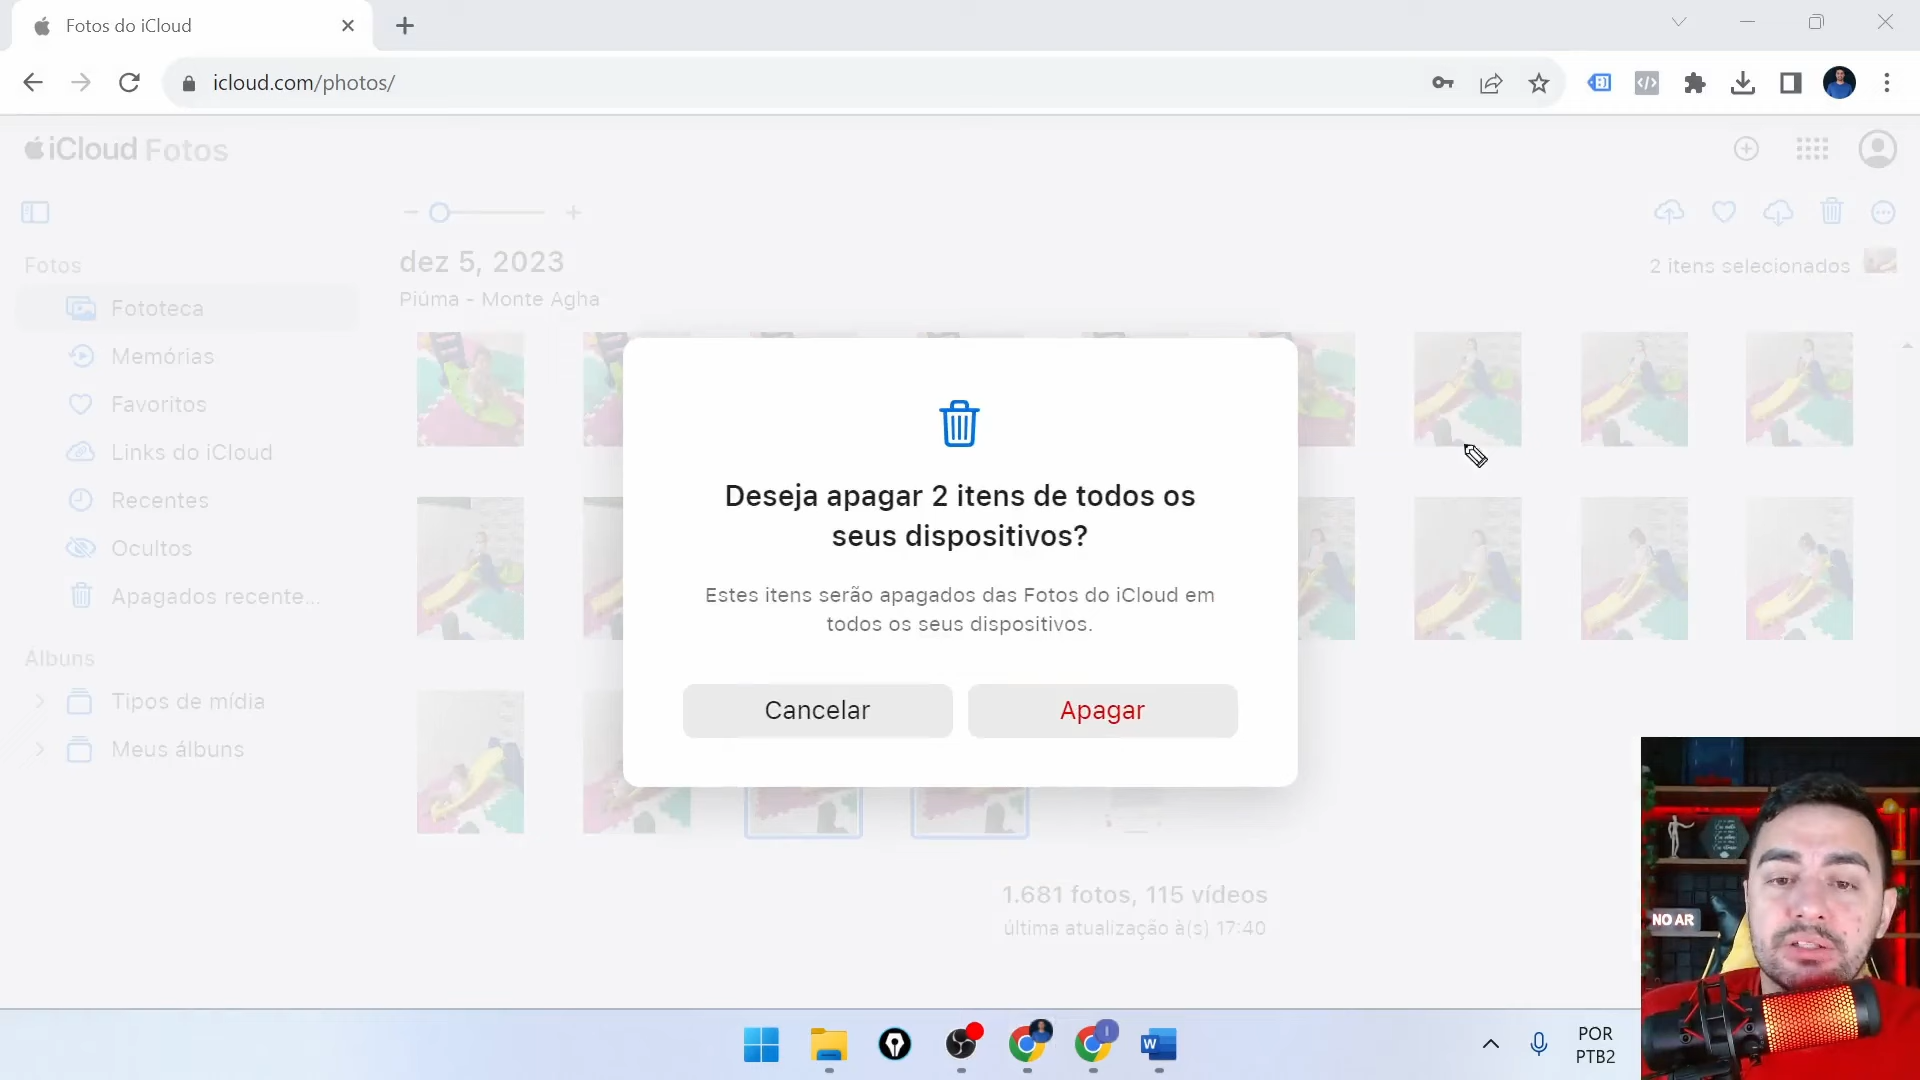 Fotos do iCloud
icloud.com/photos/
iCloud Fotos
Fotos
Fototeca
Memórias
Favoritos
Links do iCloud
Recentes
Ocultos
Apagados recente...
Álbuns
Tipos de mídia
Meus álbuns
dez 5, 2023
Piúma - Monte Agha
2 itens selecionados
Deseja apagar 2 itens de todos os
seus dispositivos?
Estes itens serão apagados das Fotos do iCloud em
todos os seus dispositivos.
Cancelar
Apagar
1.681 fotos, 115 vídeos
última atualização à(s) 17:40
NO AR
W
POR
PTB2